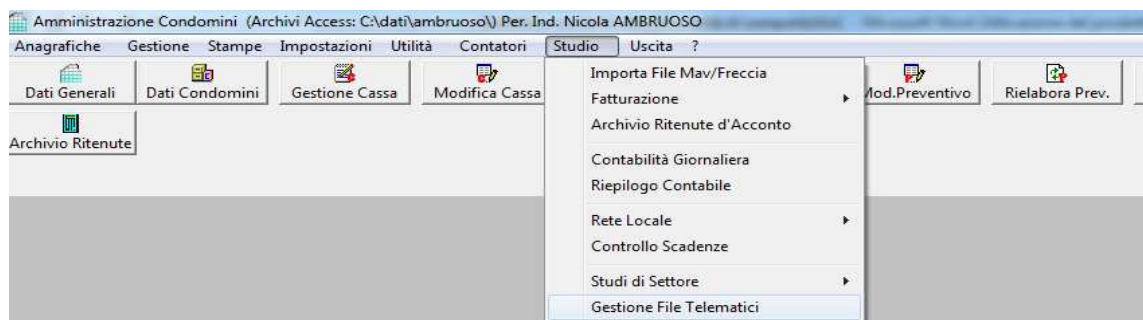 Amministrazione Condomini (Archivi Access: C:\dati\ambruoso\) Per. Ind. Nicola AMBRUOSO
Anagrafiche Gestione Stampe Impostazioni Utilità Contatori Studio Uscita ?
Dati Generali Dati Condomini Gestione Cassa Modifica Cassa Mod.Preventivo Rielabora Prev.
Archivio Ritenute
Importa File Mav/Freccia
Fatturazione
Archivio Ritenute d'Acconto
Contabilità Giornaliera
Riepilogo Contabile
Rete Locale
Controllo Scadenze
Studi di Settore
Gestione File Telematici